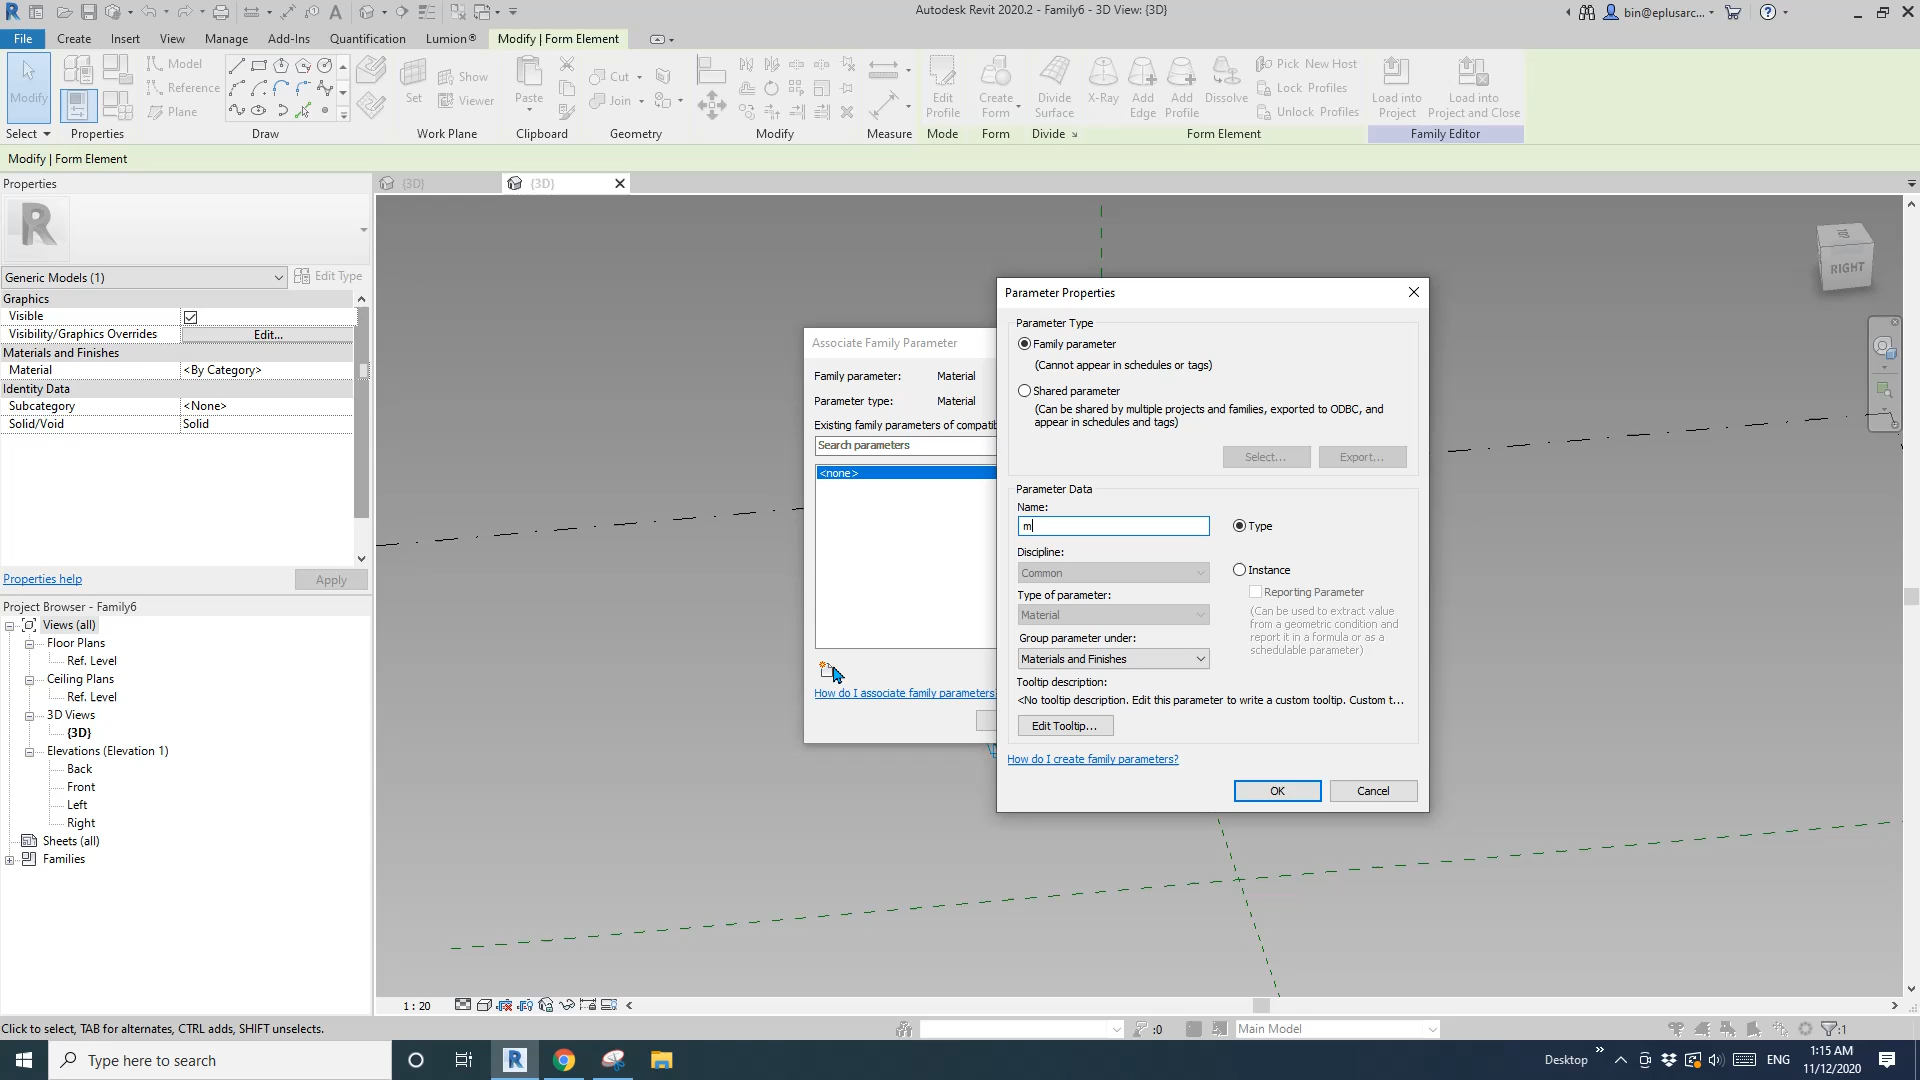 Autodesk Revit 2020.2 - Family6 - 3D View: {3D}
bin@eplusarc...
File
Create
Insert
View
Manage
Add-Ins
Quantification
Lumion®
Modify | Form Element
Modify
Model
Reference
Plane
Set
Show
Viewer
Paste
Cut
Join
Edit Profile
Create Form
Divide Surface
X-Ray
Add Edge
Add Profile
Dissolve
Pick New Host
Lock Profiles
Unlock Profiles
Load into Project
Load into Project and Close
Select
Properties
Draw
Work Plane
Clipboard
Geometry
Modify
Measure
Mode
Form
Divide
Form Element
Family Editor
Modify | Form Element
Properties
{3D}
{3D}
Generic Models (1)
Edit Type
Graphics
Visible
Visibility/Graphics Overrides
Edit...
Materials and Finishes
Material
<By Category>
Identity Data
Subcategory
<None>
Solid/Void
Solid
Properties help
Apply
Project Browser - Family6
Views (all)
Floor Plans
Ref. Level
Ceiling Plans
Ref. Level
3D Views
{3D}
Elevations (Elevation 1)
Back
Front
Left
Right
Sheets (all)
Families
RIGHT
Associate Family Parameter
Family parameter:
Material
Parameter type:
Material
Existing family parameters of compatib
Search parameters
<none>
How do I associate family parameters?
Parameter Properties
Parameter Type
Family parameter
(Cannot appear in schedules or tags)
Shared parameter
(Can be shared by multiple projects and families, exported to ODBC, and
appear in schedules and tags)
Select...
Export...
Parameter Data
Name:
m
Type
Discipline:
Common
Instance
Type of parameter:
Reporting Parameter
Material
(Can be used to extract value
from a geometric condition and
report it in a formula or as a
schedulable parameter)
Group parameter under:
Materials and Finishes
Tooltip description:
<No tooltip description. Edit this parameter to write a custom tooltip. Custom t...
Edit Tooltip...
How do I create family parameters?
OK
Cancel
1 : 20
Click to select, TAB for alternates, CTRL adds, SHIFT unselects.
:0
Main Model
:1
Type here to search
Desktop
ENG
1:15 AM
11/12/2020